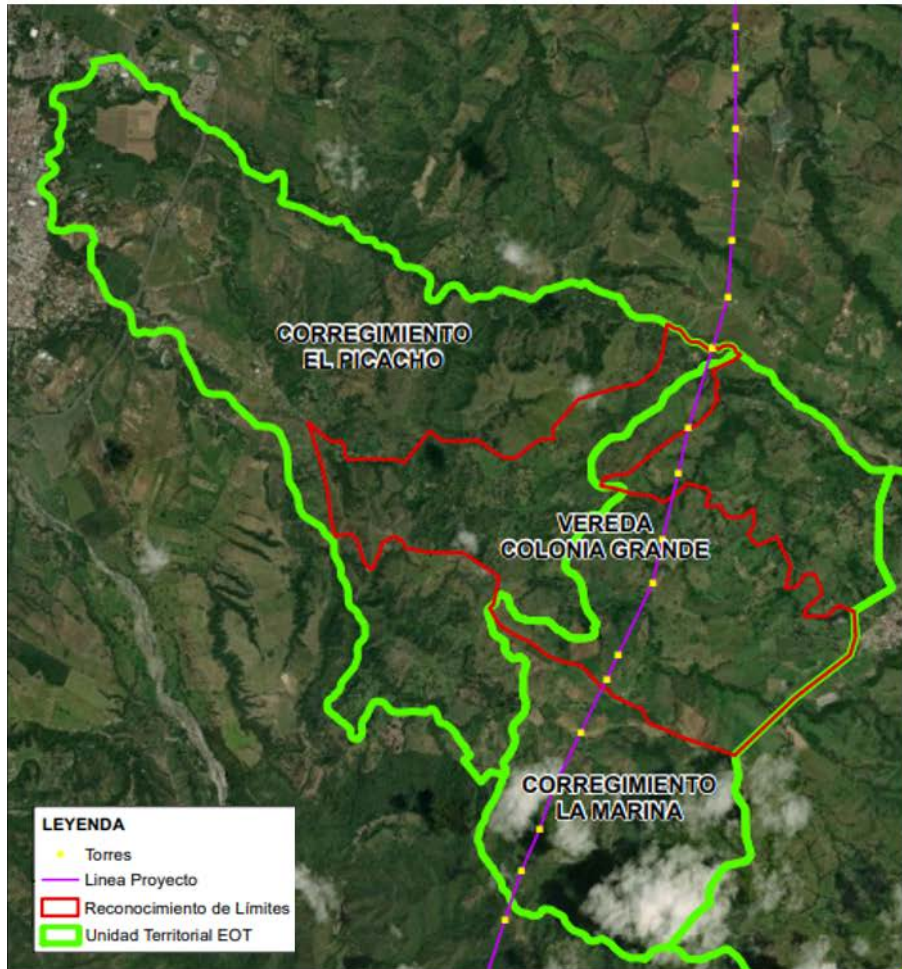 CORREGIMIENTO
EL PICACHO
VEREDA
COLONIA GRANDE
CORREGIMIENTO
LA MARINA
LEYENDA
Torres
Linea Proyecto
Reconocimiento de Límites
Unidad Territorial EOT